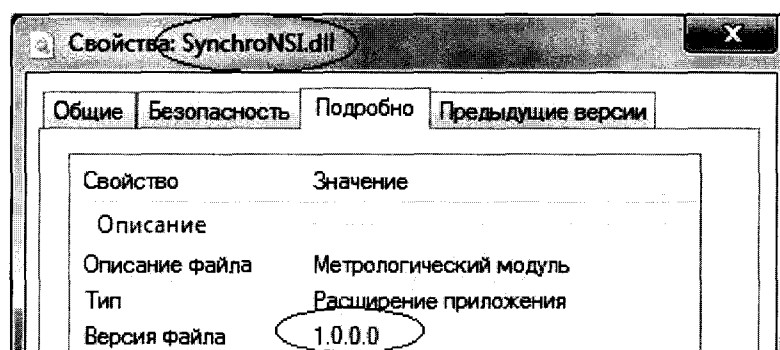 Свойства: SynchroNSI.dll
X
Общие Безопасность Подробно Предыдущие версии
Свойство Значение
Описание
Описание файла Метрологический модуль
Тип Расширение приложения
Версия файла 1.0.0.0